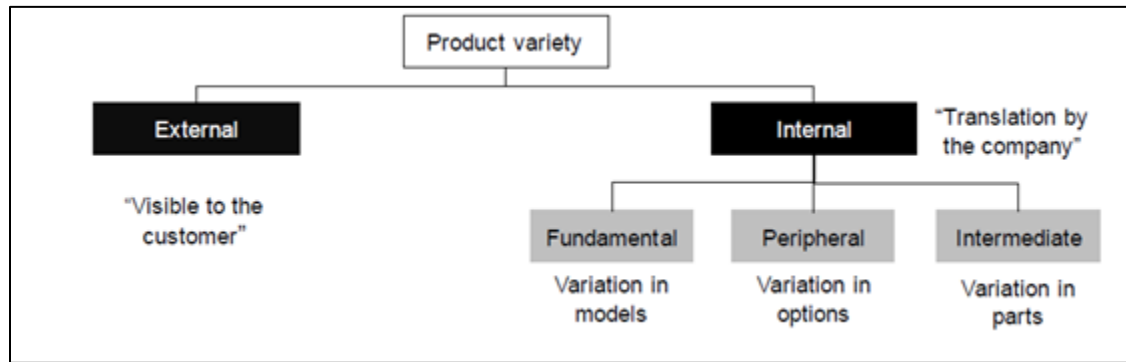 Product variety
External
Internal
“Translation by
the company”
“Visible to the
customer”
Fundamental
Peripheral
Intermediate
Variation in
models
Variation in
options
Variation in
parts